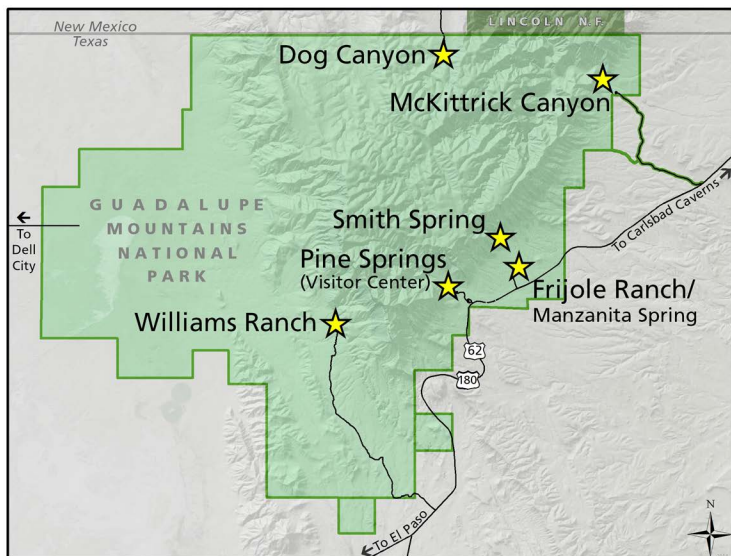 LINCOLN N.F.
New Mexico
Texas
Dog Canyon
McKittrick Canyon
GUADALUPE
MOUNTAINS
NATIONAL
PARK
To
Dell
City
Smith Spring
To Carlsbad Caverns
Pine Springs
(Visitor Center)
Frijole Ranch/
Manzanita Spring
Williams Ranch
62
180
To El Paso
N